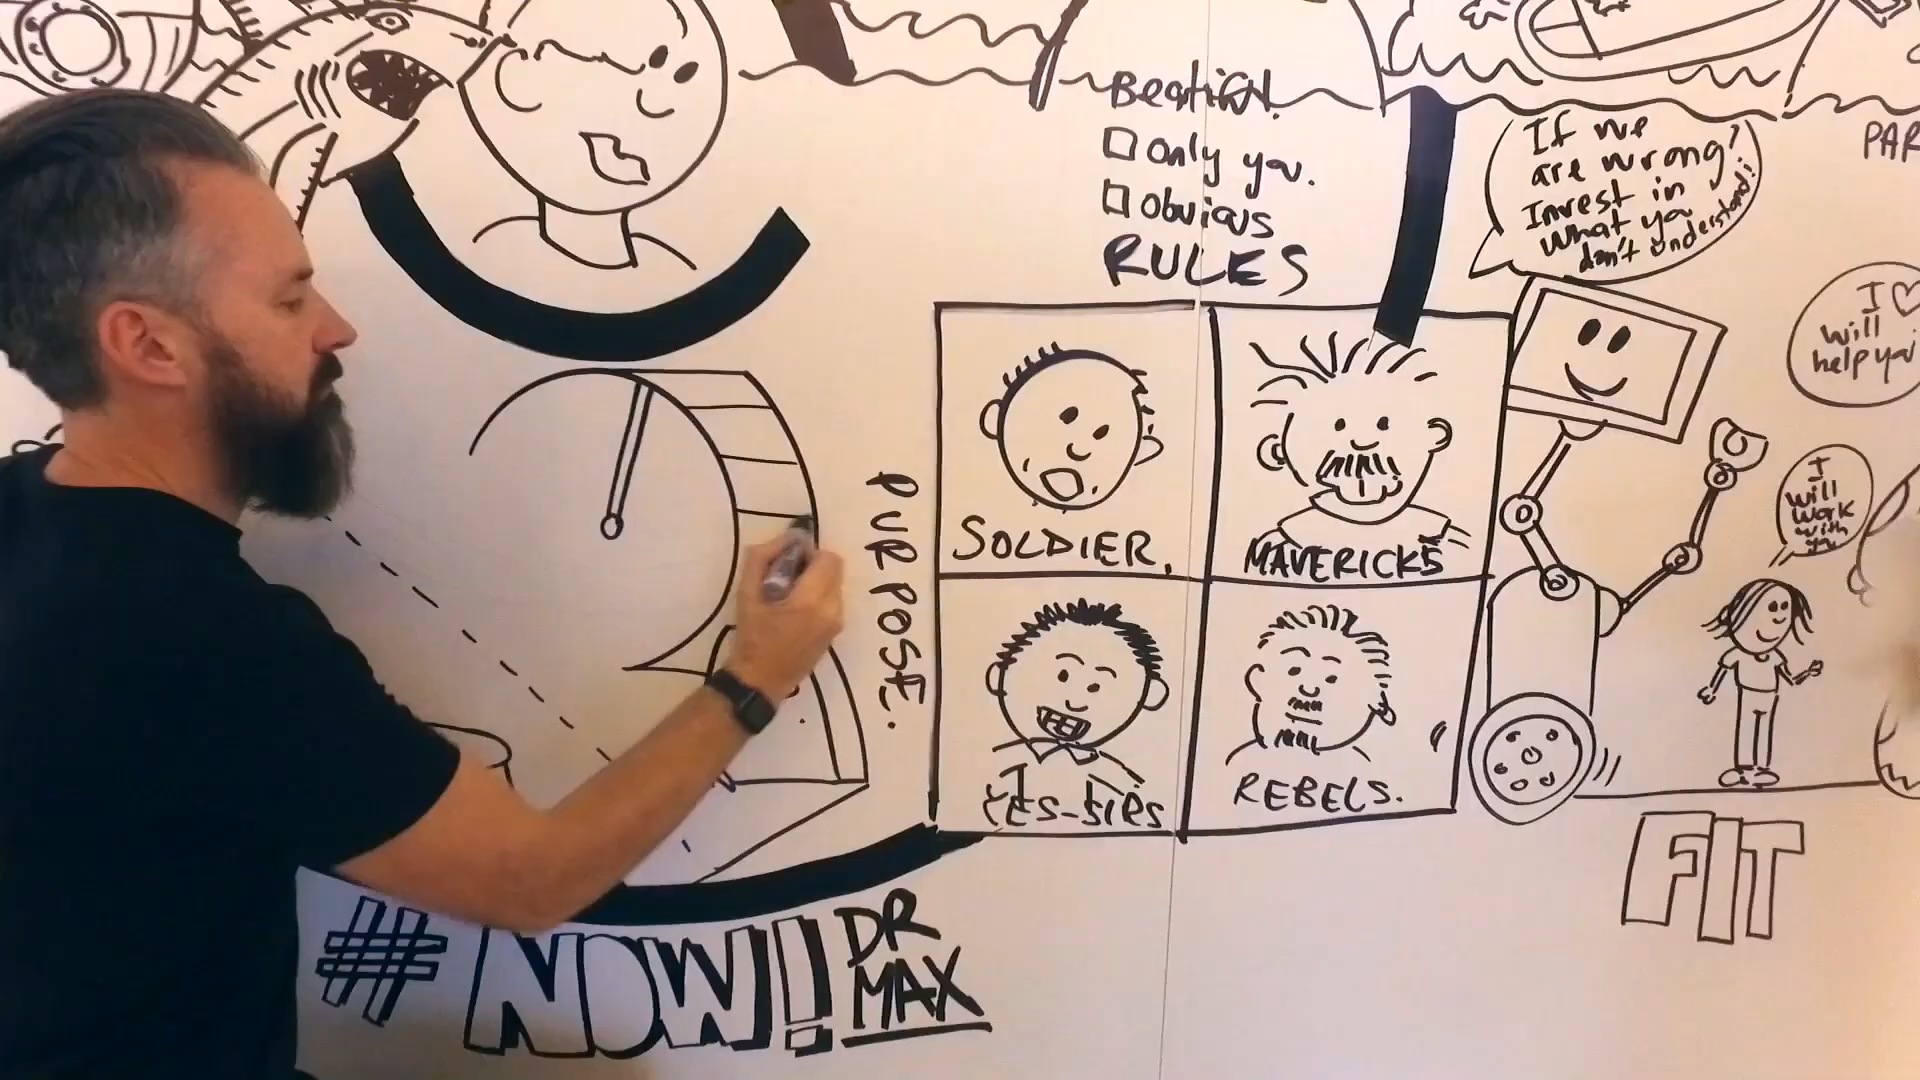 Only you.
obvious
RULES
If we
are wrong?
Invest in
what you
don't understand!
PAR
I ♡
will
help you
I
will
work
with
you
PURPOSE.
SOLDIER.
MAVERICKS
YES-SIRS
REBELS.
FIT
#NOW!
DR
MAX